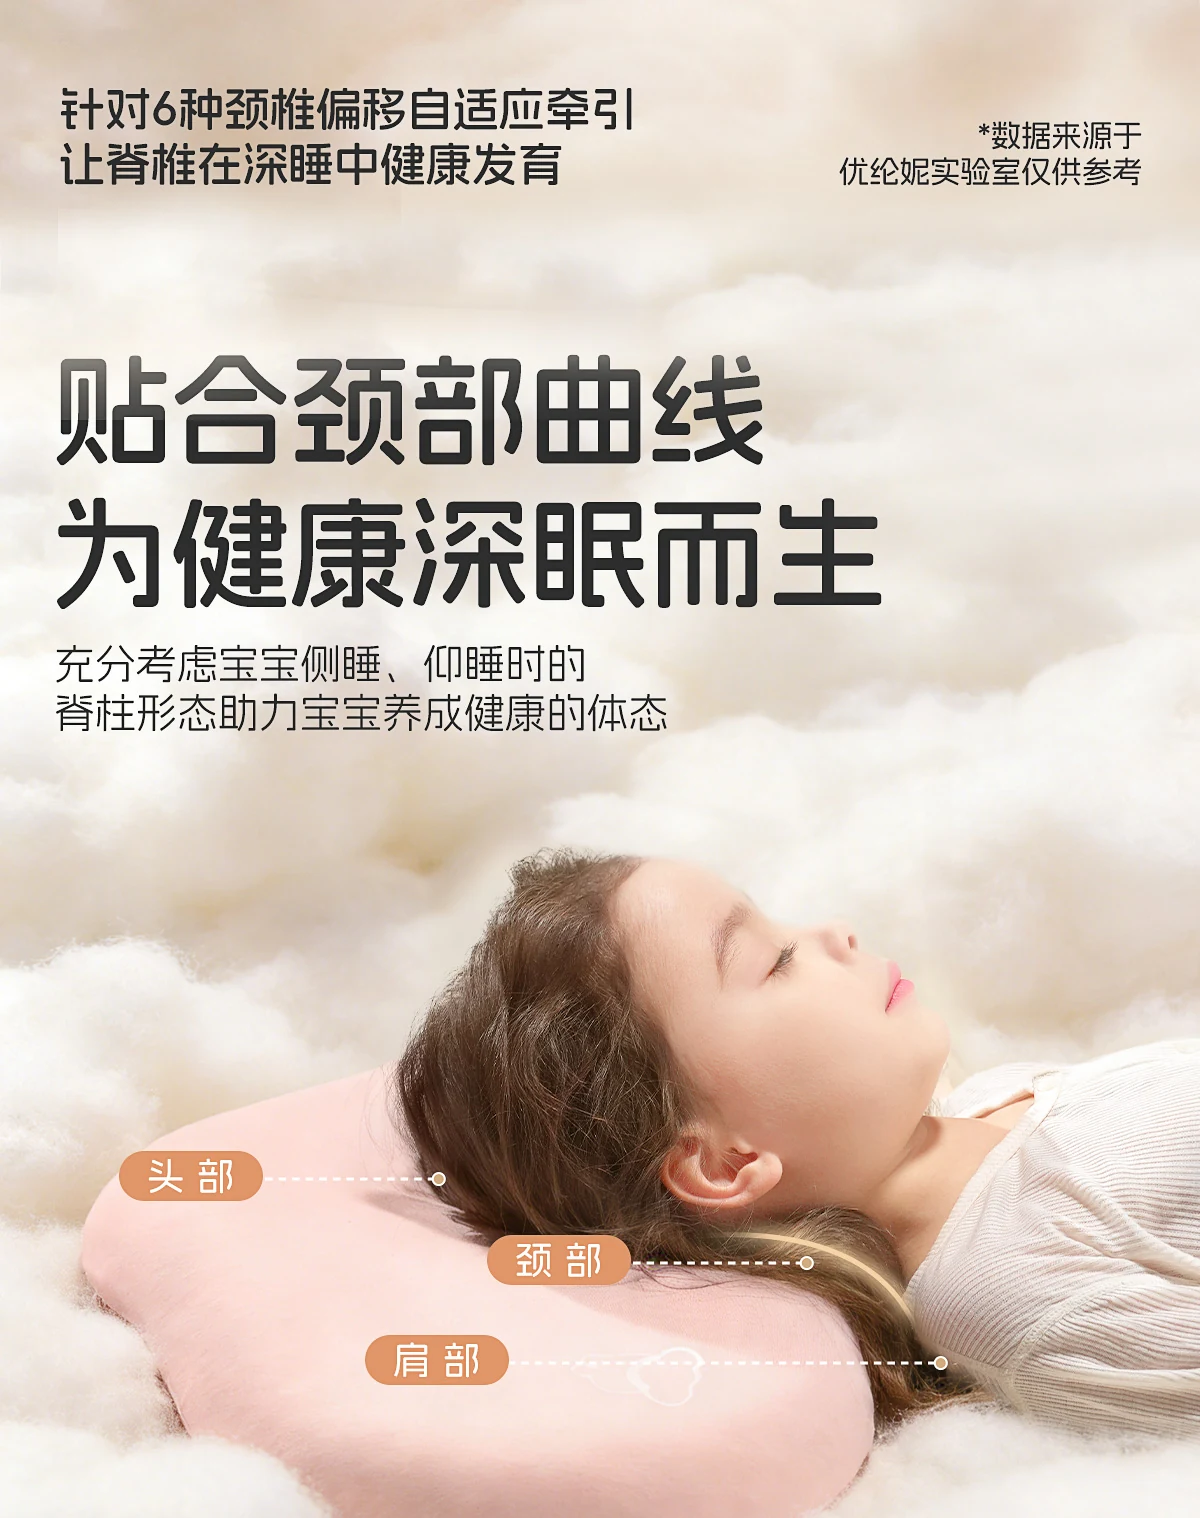 针对6种颈椎偏移自适应牵引
让脊椎在深睡中健康发育
*数据来源于
优纶妮实验室仅供参考
贴合颈部曲线
为健康深眠而生
充分考虑宝宝侧睡、仰睡时的
脊柱形态助力宝宝养成健康的体态
头部
颈部
肩部